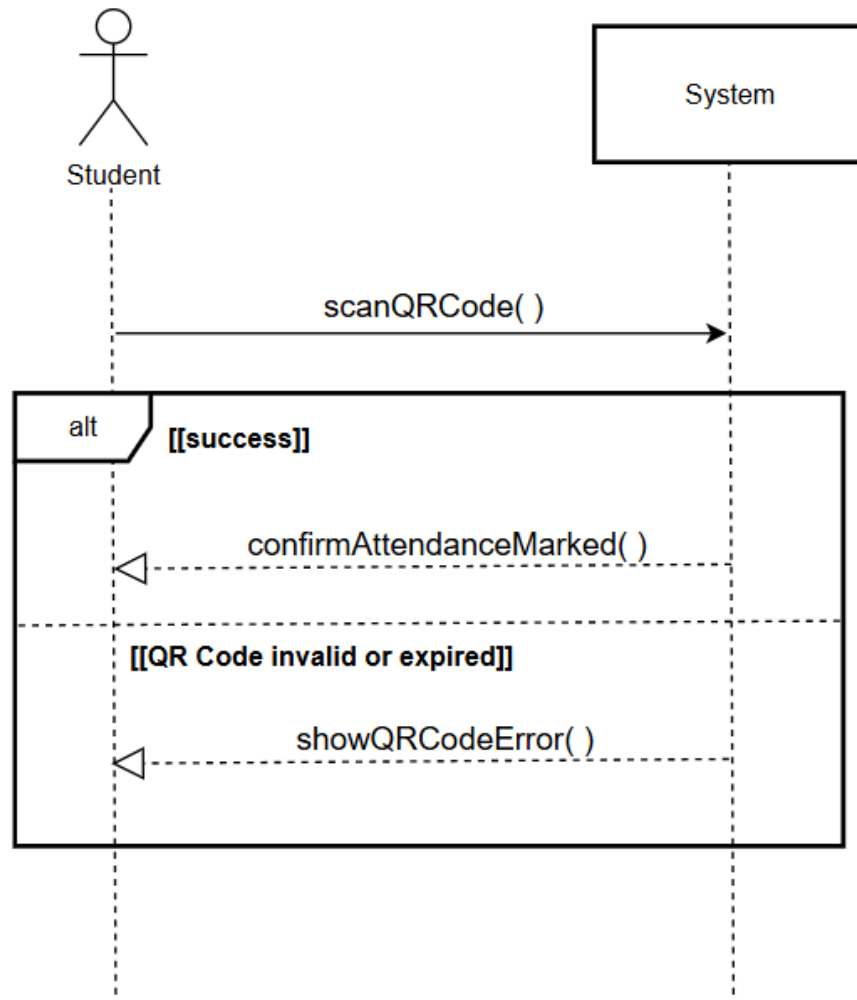 System
Student
scanQRCode( )
alt
[[success]]
confirmAttendanceMarked( )
[[QR Code invalid or expired]]
showQRCodeError( )